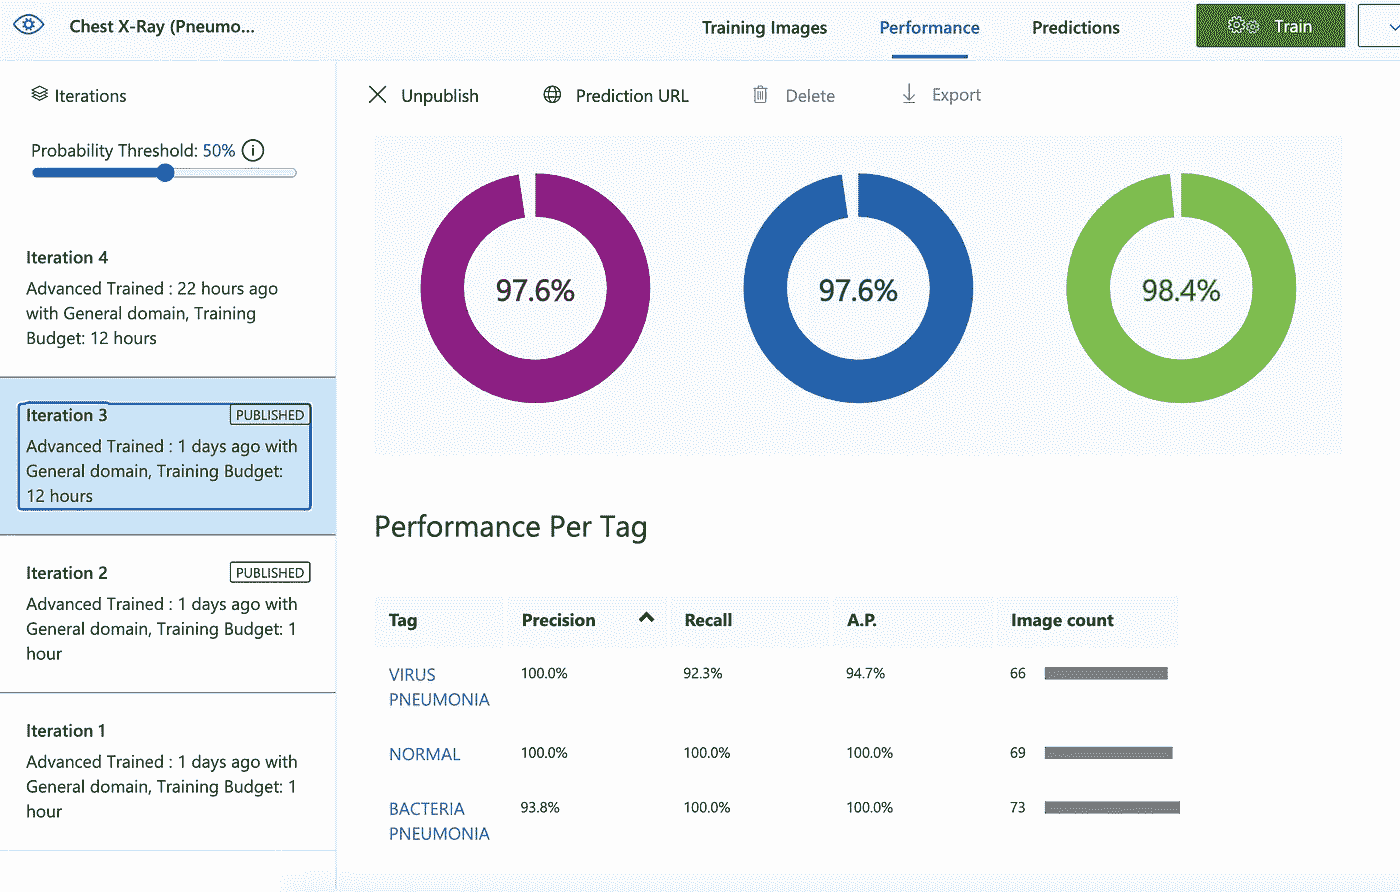 Chest X-Ray (Pneumo...
Training Images
Performance
Predictions
Train
Iterations
Unpublish
Prediction URL
Delete
Export
Probability Threshold: 50%
97.6%
97.6%
98.4%
Iteration 4
Advanced Trained : 22 hours ago
with General domain, Training
Budget: 12 hours
Iteration 3
PUBLISHED
Advanced Trained : 1 days ago with
General domain, Training Budget:
12 hours
Iteration 2
PUBLISHED
Advanced Trained : 1 days ago with
General domain, Training Budget: 1
hour
Iteration 1
Advanced Trained : 1 days ago with
General domain, Training Budget: 1
hour
Performance Per Tag
Tag Precision Recall A.P. Image count
VIRUS
PNEUMONIA
100.0% 92.3% 94.7% 66
NORMAL 100.0% 100.0% 100.0% 69
BACTERIA
PNEUMONIA
93.8% 100.0% 100.0% 73